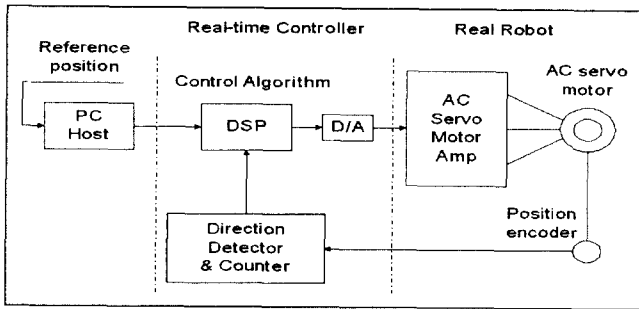 Real-time Controller
Real Robot
Reference
position
Control Algorithm
AC servo
motor
PC
Host
DSP
D/A
AC
Servo
Motor
Amp
Direction
Detector
& Counter
Position
encoder